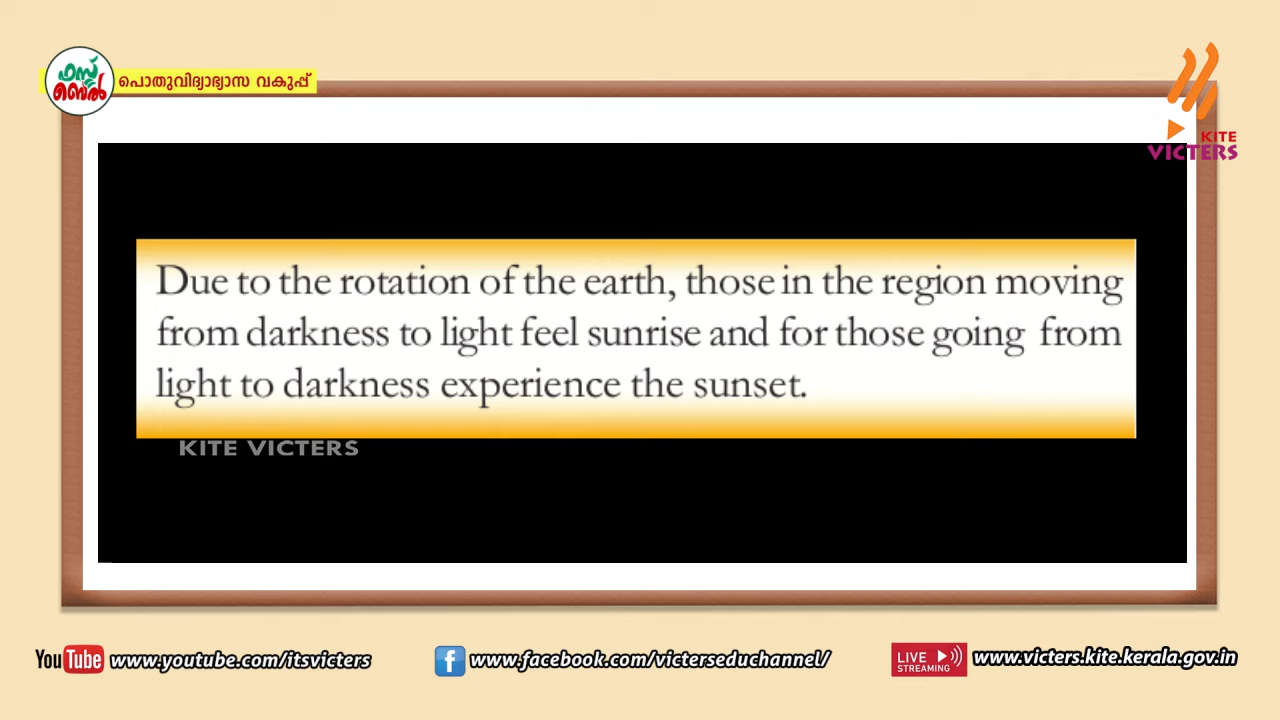 ഫസ്റ്റ്
ബെൽ
പൊതുവിദ്യാഭ്യാസ വകുപ്പ്
KITE
VICTERS
Due to the rotation of the earth, those in the region moving
from darkness to light feel sunrise and for those going from
light to darkness experience the sunset.
KITE VICTERS
YouTube www.youtube.com/itsvicters
f www.facebook.com/victerseduchannel/
LIVE
STREAMING
www.victers.kite.kerala.gov.in